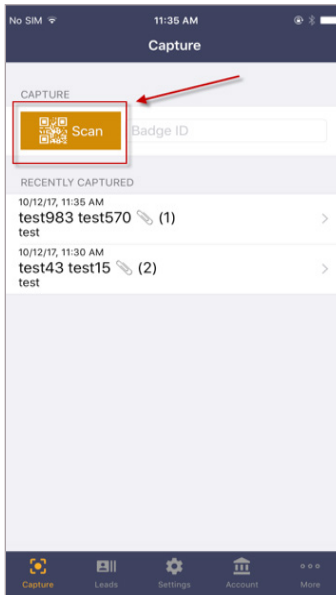 No SIM 11:35 AM
Capture
CAPTURE
Scan Badge ID
RECENTLY CAPTURED
10/12/17, 11:35 AM
test983 test570 (1)
test
10/12/17, 11:30 AM
test43 test15 (2)
test
Capture Leads Settings Account More